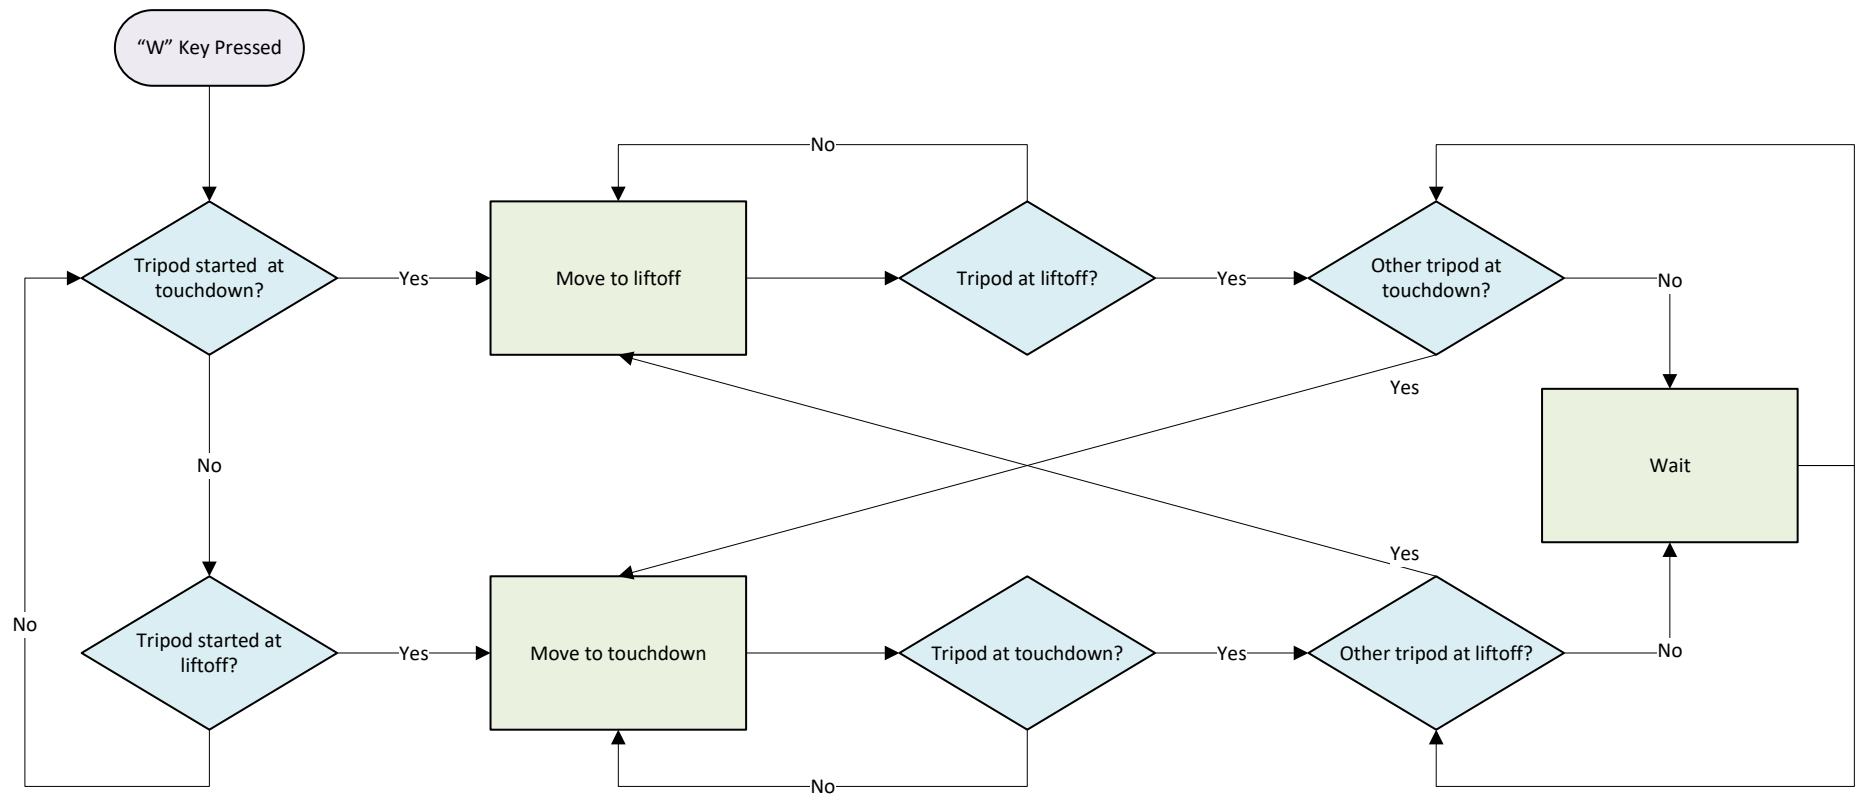 “W” Key Pressed
No
Tripod started at
touchdown?
Yes
Move to liftoff
Tripod at liftoff?
Yes
Other tripod at
touchdown?
No
Yes
No
Wait
Yes
No
Tripod started at
liftoff?
Yes
Move to touchdown
Tripod at touchdown?
Yes
Other tripod at liftoff?
No
No